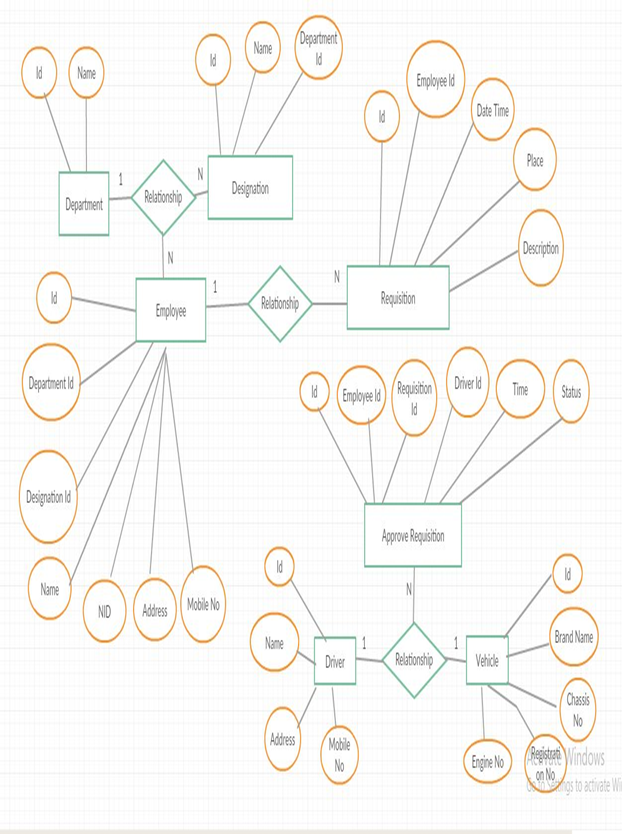 Id
Name
Id
Name
Department
Id
Id
Employee Id
Date Time
Place
Description
Department
1
Relationship
N
Designation
N
Id
Employee
1
Relationship
N
Requisition
Department Id
Designation Id
Name
NID
Address
Mobile No
Id
Employee Id
Requisition
Id
Driver Id
Time
Status
Approve Requisition
N
Id
Name
Driver
1
Relationship
1
Vehicle
Id
Brand Name
Chassis
No
Address
Mobile
No
Engine No
Registrati
on No
Activate Windows
Go to Settings to activate Wi